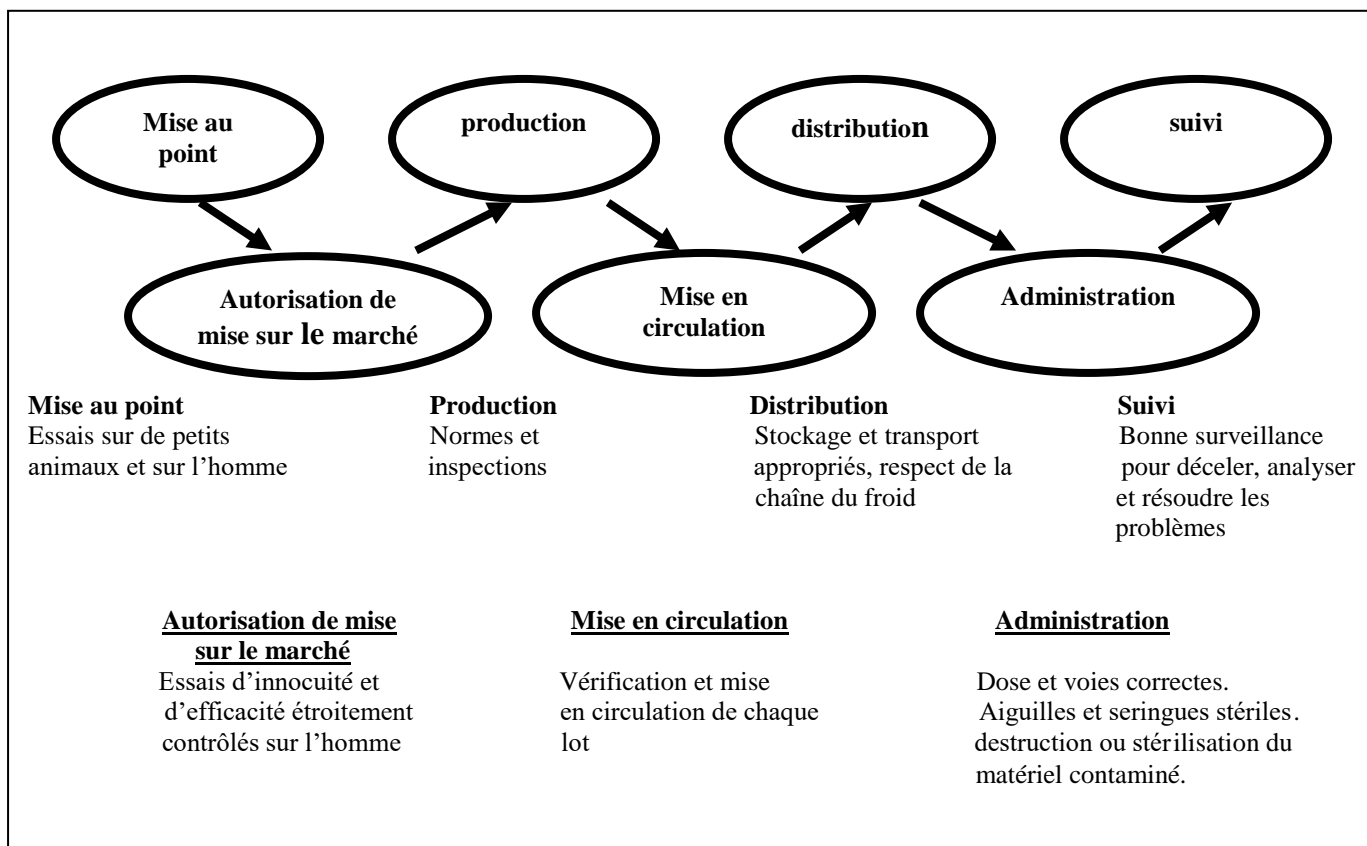 Mise au
point
production
distribution
suivi
Autorisation de
mise sur le marché
Mise en
circulation
Administration
Mise au point
Essais sur de petits
animaux et sur l’homme
Production
Normes et
inspections
Distribution
Stockage et transport
appropriés, respect de la
chaîne du froid
Suivi
Bonne surveillance
pour déceler, analyser
et résoudre les
problèmes
Autorisation de mise
sur le marché
Essais d’innocuité et
d’efficacité étroitement
contrôlés sur l’homme
Mise en circulation
Vérification et mise
en circulation de chaque
lot
Administration
Dose et voies correctes.
Aiguilles et seringues stériles.
destruction ou stérilisation du
matériel contaminé.